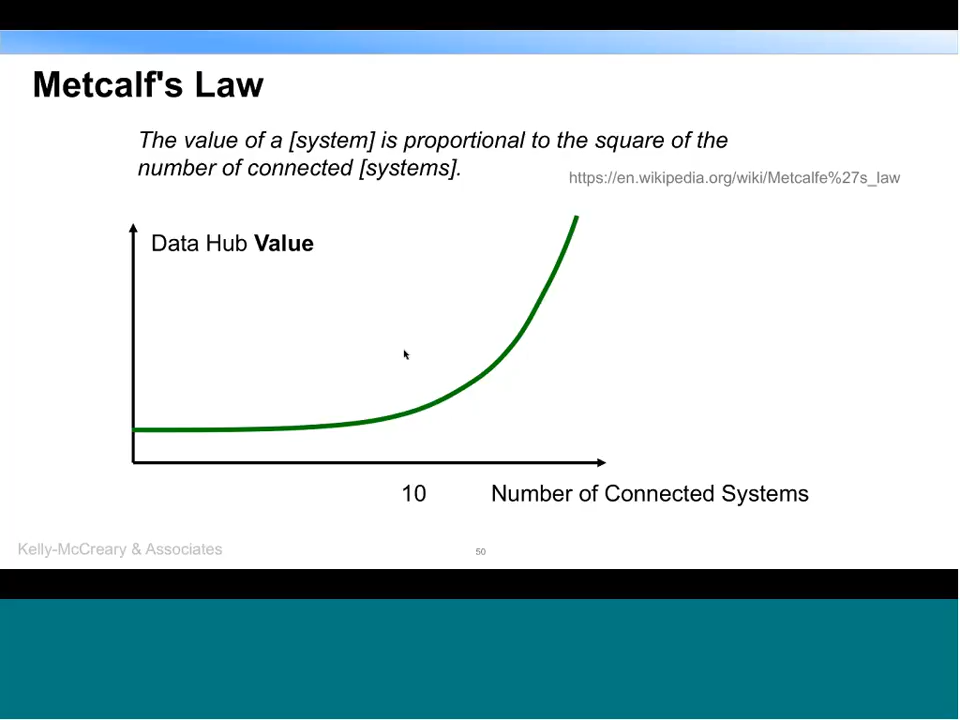 Metcalf's Law
The value of a [system] is proportional to the square of the
number of connected [systems].
https://en.wikipedia.org/wiki/Metcalfe%27s_law
Data Hub Value
10
Number of Connected Systems
Kelly-McCreary & Associates
50